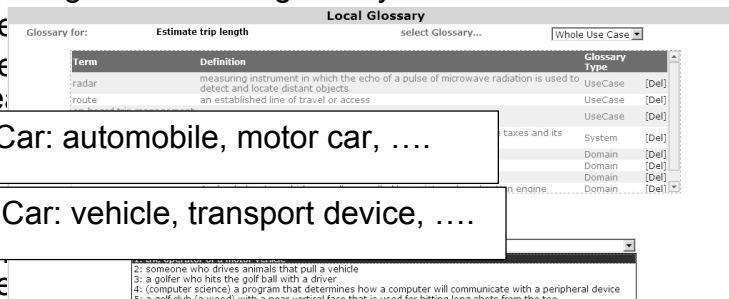 Local Glossary
Glossary for: Estimate trip length select Glossary... Whole Use Case
Term Definition Glossary Type
radar measuring instrument in which the echo of a pulse of microwave radiation is used to detect and locate distant objects UseCase [Del]
route an established line of travel or access UseCase [Del]
UseCase [Del]
Car: automobile, motor car, ….
taxes and its System [Del]
Domain [Del]
Domain [Del]
engine Domain [Del]
Car: vehicle, transport device, ….
1: the operator of a motor vehicle
2: someone who drives animals that pull a vehicle
3: a golfer who hits the golf ball with a driver
4: (computer science) a program that determines how a computer will communicate with a peripheral device
5: a golf club (a wood) with a near vertical face that is used for hitting long shots from the tee